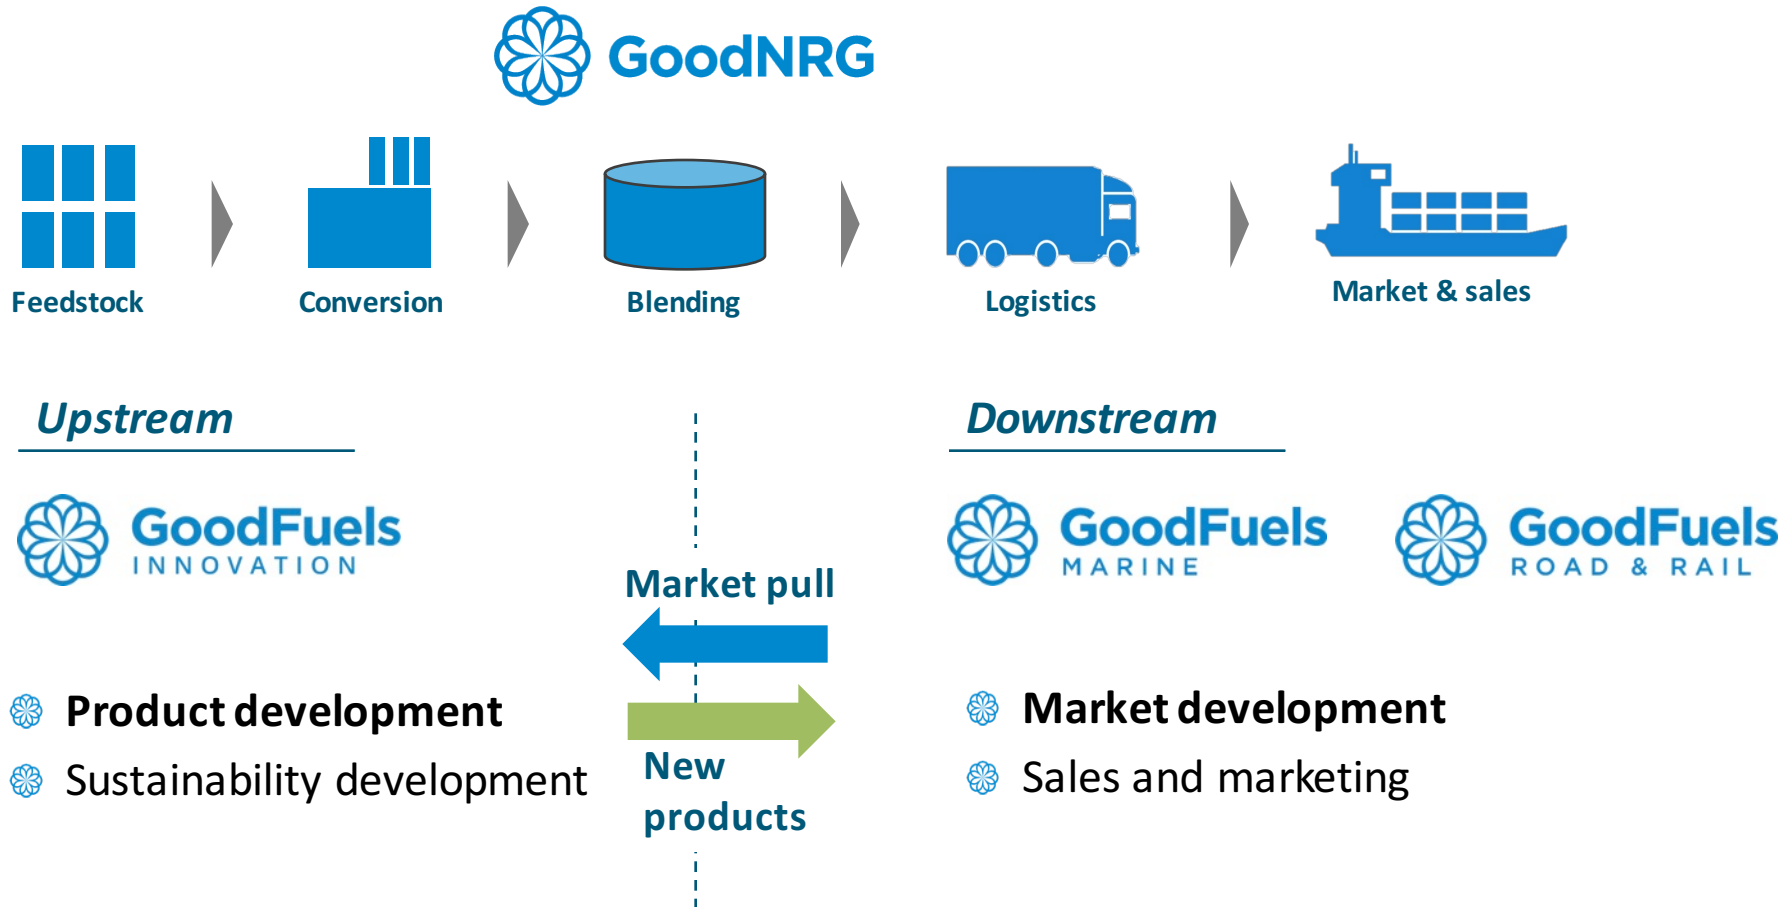 GoodNRG
Feedstock
Conversion
Blending
Logistics
Market & sales
Upstream
Downstream
GoodFuels
INNOVATION
GoodFuels
MARINE
GoodFuels
ROAD & RAIL
Market pull
New
products
Product development
Sustainability development
Market development
Sales and marketing